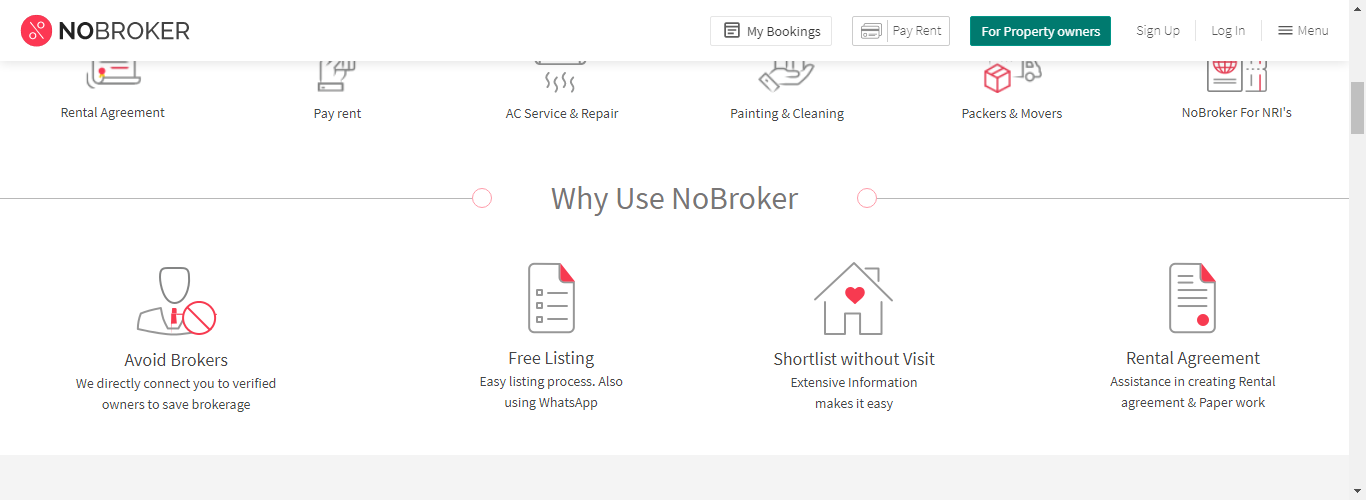 NOBROKER
My Bookings
Pay Rent
For Property owners
Sign Up
Log In
Menu
Rental Agreement
Pay rent
AC Service & Repair
Painting & Cleaning
Packers & Movers
NoBroker For NRI's
Why Use NoBroker
Avoid Brokers
We directly connect you to verified
owners to save brokerage
Free Listing
Easy listing process. Also
using WhatsApp
Shortlist without Visit
Extensive Information
makes it easy
Rental Agreement
Assistance in creating Rental
agreement & Paper work